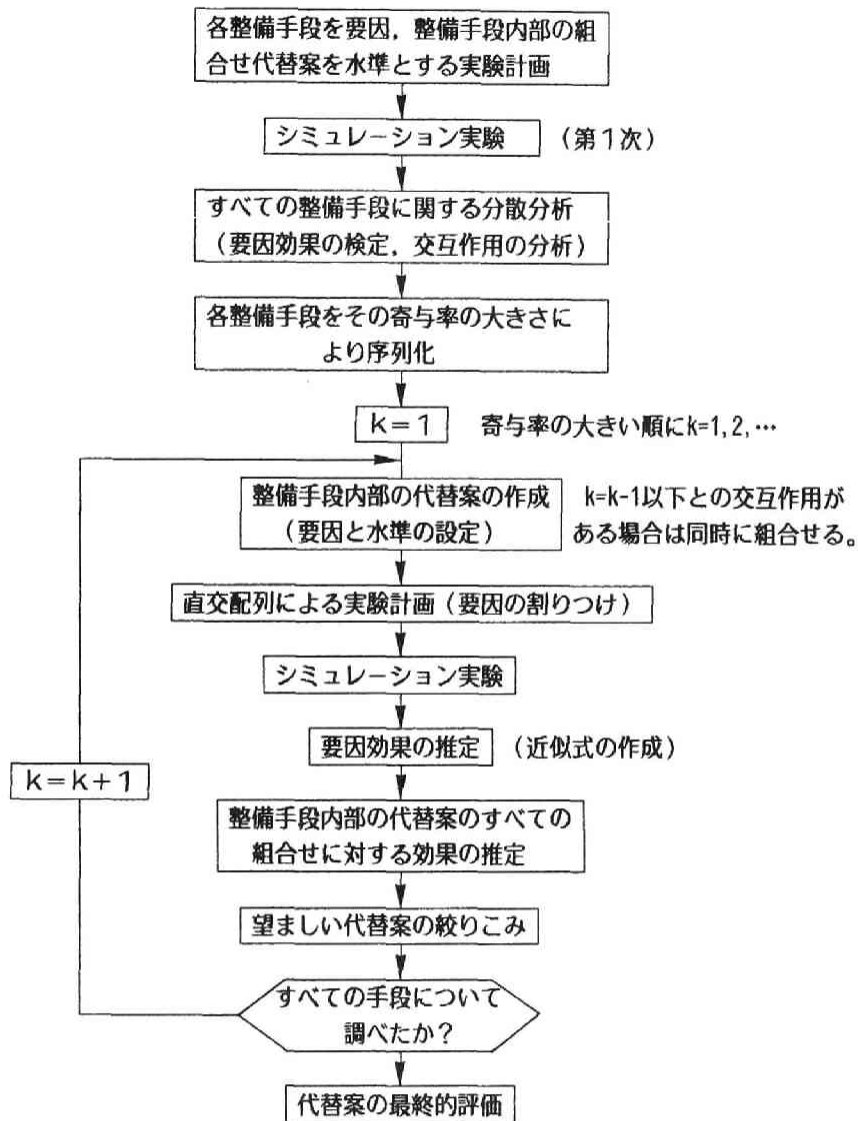 各整備手段を要因，整備手段内部の組
合せ代替案を水準とする実験計画
シミュレーション実験 （第１次）
すべての整備手段に関する分散分析
（要因効果の検定，交互作用の分析）
各整備手段をその寄与率の大きさに
より序列化
k＝1 寄与率の大きい順にk=1,2,…
整備手段内部の代替案の作成
（要因と水準の設定）
k=k-1以下との交互作用が
ある場合は同時に組合せる。
直交配列による実験計画（要因の割りつけ）
シミュレーション実験
要因効果の推定 （近似式の作成）
k＝k＋1
整備手段内部の代替案のすべての
組合せに対する効果の推定
望ましい代替案の絞りこみ
すべての手段について
調べたか？
代替案の最終的評価